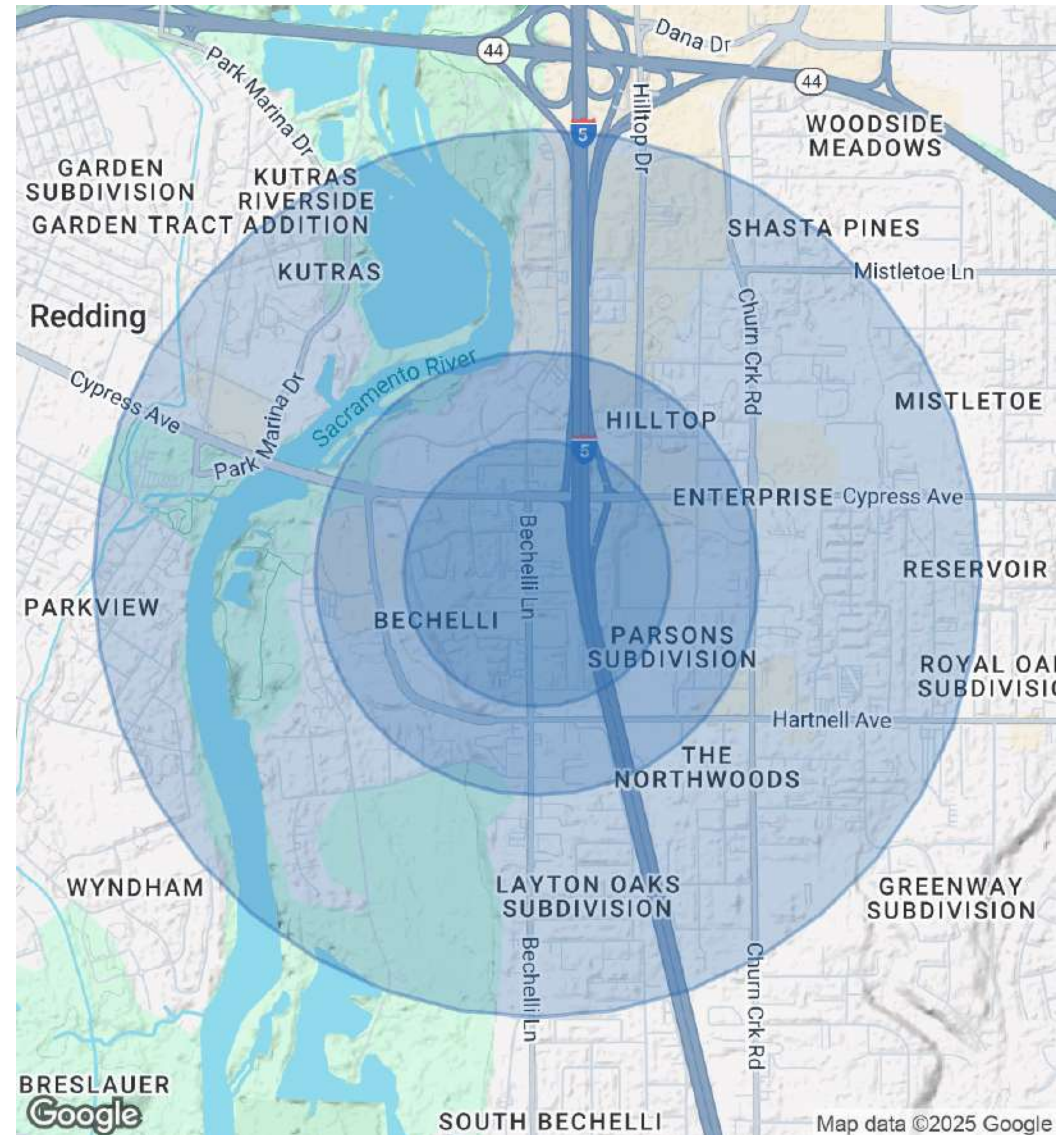 44
Dana Dr
44
Park Marina Dr
Hilltop Dr
5
WOODSIDE
MEADOWS
GARDEN
SUBDIVISION
KUTRAS
RIVERSIDE
GARDEN TRACT ADDITION
SHASTA PINES
KUTRAS
Mistletoe Ln
Redding
Churn Crk Rd
Sacramento River
Cypress Ave
Park Marina Dr
MISTLETOE
HILLTOP
5
ENTERPRISE
Cypress Ave
Bechelli Ln
RESERVOIR
PARKVIEW
BECHELLI
PARSONS
SUBDIVISION
ROYAL OA
SUBDIVISI
Hartnell Ave
THE
NORTHWOODS
WYNDHAM
LAYTON OAKS
SUBDIVISION
GREENWAY
SUBDIVISION
Bechelli Ln
Churn Crk Rd
BRESLAUER
Google
SOUTH BECHELLI
Map data ©2025 Google